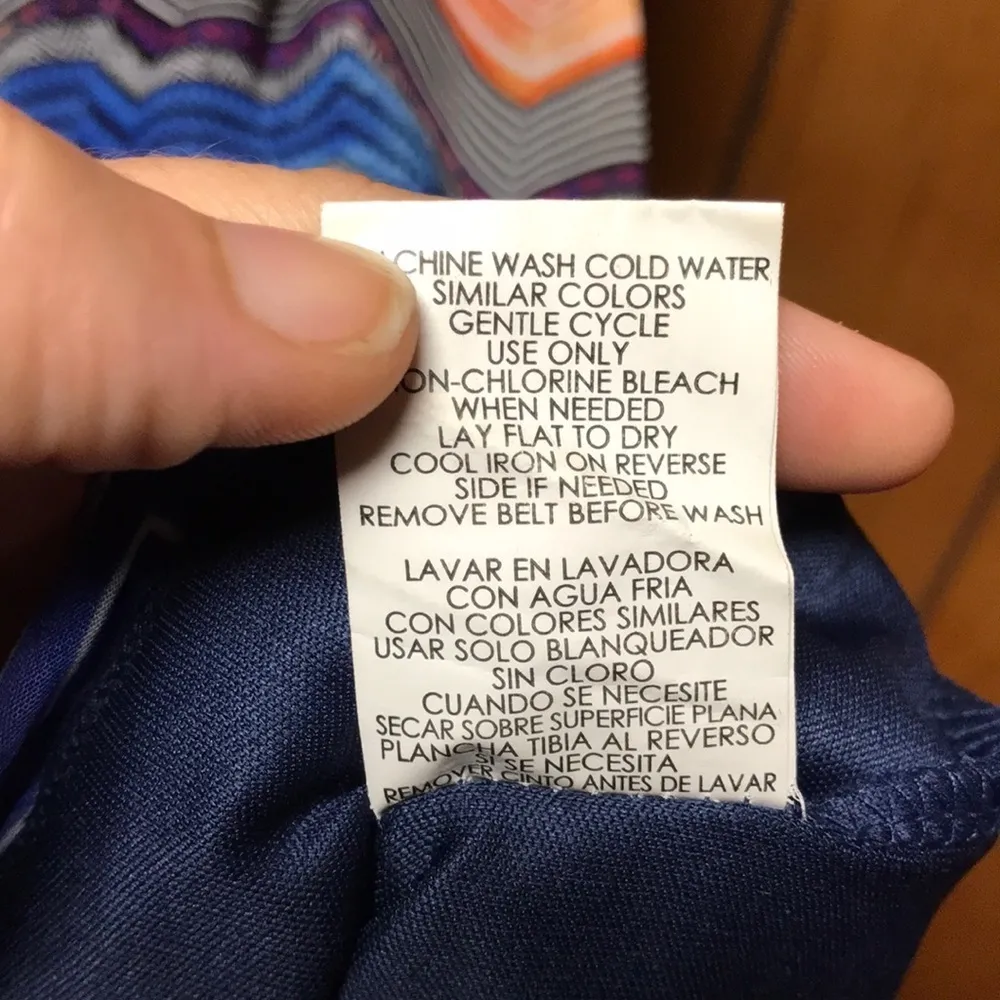 CHINE WASH COLD WATER
SIMILAR COLORS
GENTLE CYCLE
USE ONLY
ON-CHLORINE BLEACH
WHEN NEEDED
LAY FLAT TO DRY
COOL IRON ON REVERSE
SIDE IF NEEDED
REMOVE BELT BEFORE WASH
LAVAR EN LAVADORA
CON AGUA FRIA
CON COLORES SIMILARES
USAR SOLO BLANQUEADOR
SIN CLORO
CUANDO SE NECESITE
SECAR SOBRE SUPERFICIE PLANA
PLANCHA TIBIA AL REVERSO
SI SE NECESITA
REMOVER CINTO ANTES DE LAVAR